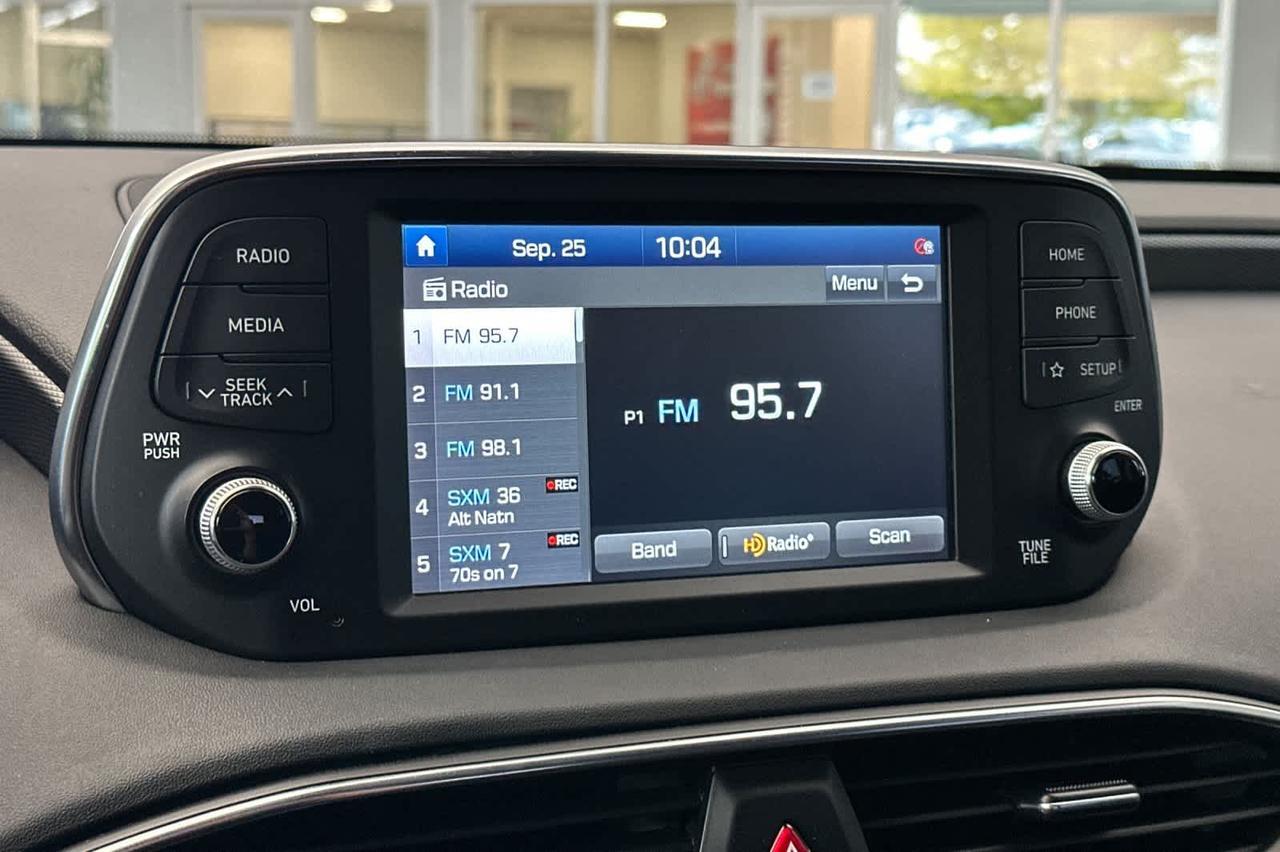 RADIO
MEDIA
SEEK
TRACK
PWR
PUSH
VOL
Sep. 25
10:04
Radio
Menu
1 FM 95.7
2 FM 91.1
3 FM 98.1
4 SXM 36 REC
Alt Natn
5 SXM 7 REC
70s on 7
P1 FM 95.7
Band
HD Radio
Scan
HOME
PHONE
SETUP
ENTER
TUNE
FILE